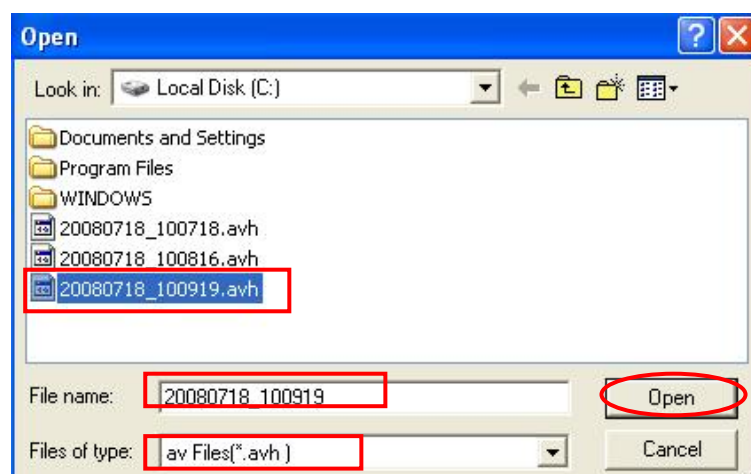 Open
Look in: Local Disk (C:)
Documents and Settings
Program Files
WINDOWS
20080718_100718.avh
20080718_100816.avh
20080718_100919.avh
File name: 20080718_100919 Open
Files of type: av Files(*.avh ) Cancel